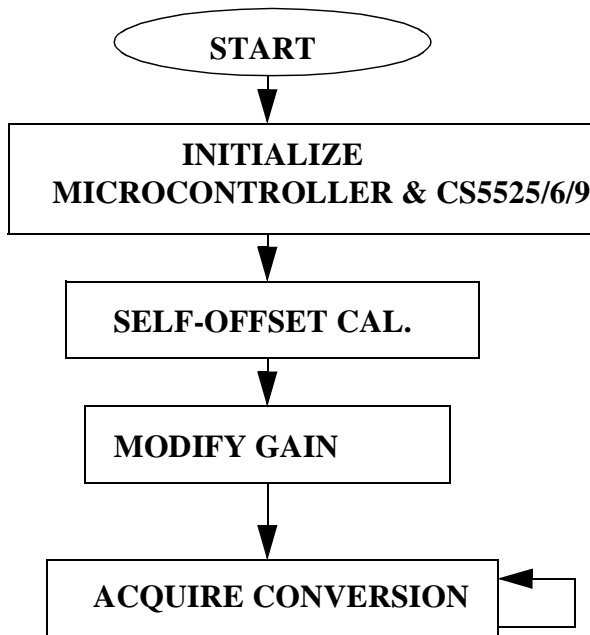 START
INITIALIZE
MICROCONTROLLER & CS5525/6/9
SELF-OFFSET CAL.
MODIFY GAIN
ACQUIRE CONVERSION